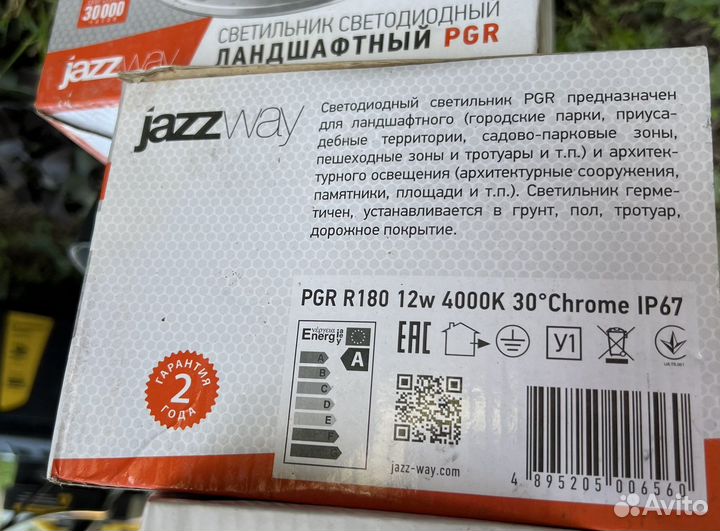 30000
СВЕТИЛЬНИК СВЕТОДИОДНЫЙ
ЛАНДШАФТНЫЙ PGR
jazzway
jazzway
Светодиодный светильник PGR предназначен
для ландшафтного (городские парки, приуса-
дебные территории, садово-парковые зоны,
пешеходные зоны и тротуары и т.п.) и архитек-
турного освещения (архитектурные сооружения,
памятники, площади и т.п.). Светильник герме-
тичен, устанавливается в грунт, пол, тротуар,
дорожное покрытие.
PGR R180 12w 4000K 30°Chrome IP67
Energ
A
A
B
C
D
E
F
G
EAC
У1
ГАРАНТИЯ
2
ГОДА
jazz-way.com
4 895205 006560
Avito